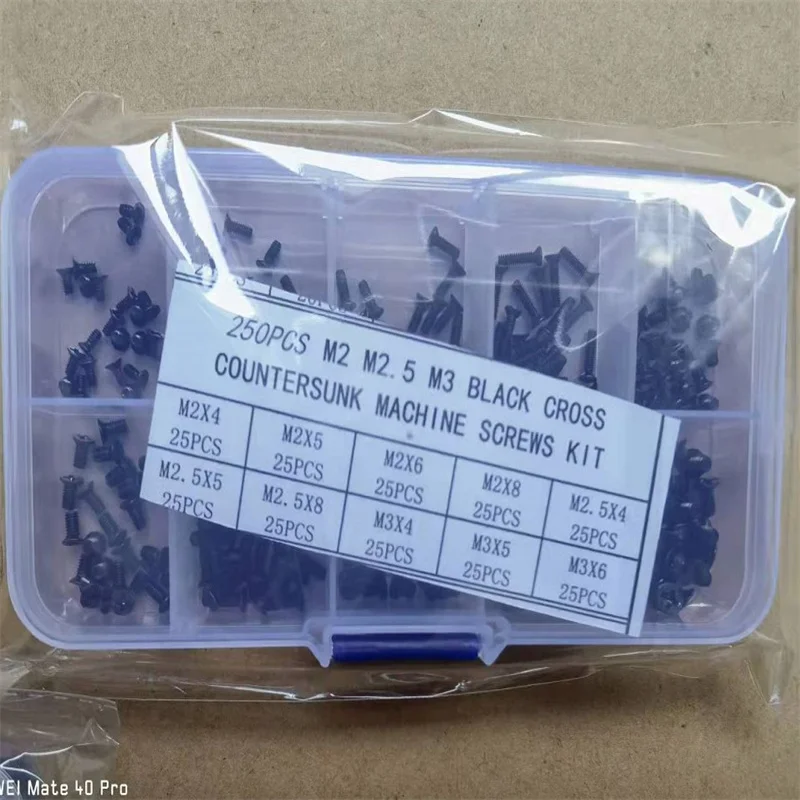 250PCS M2 M2.5 M3 BLACK CROSS
COUNTERSUNK MACHINE SCREWS KIT
M2X4 M2X5 M2X6 M2X8 M2.5X4
25PCS 25PCS 25PCS 25PCS 25PCS
M2.5X5 M2.5X8 M3X4 M3X5 M3X6
25PCS 25PCS 25PCS 25PCS 25PCS
WEI Mate 40 Pro